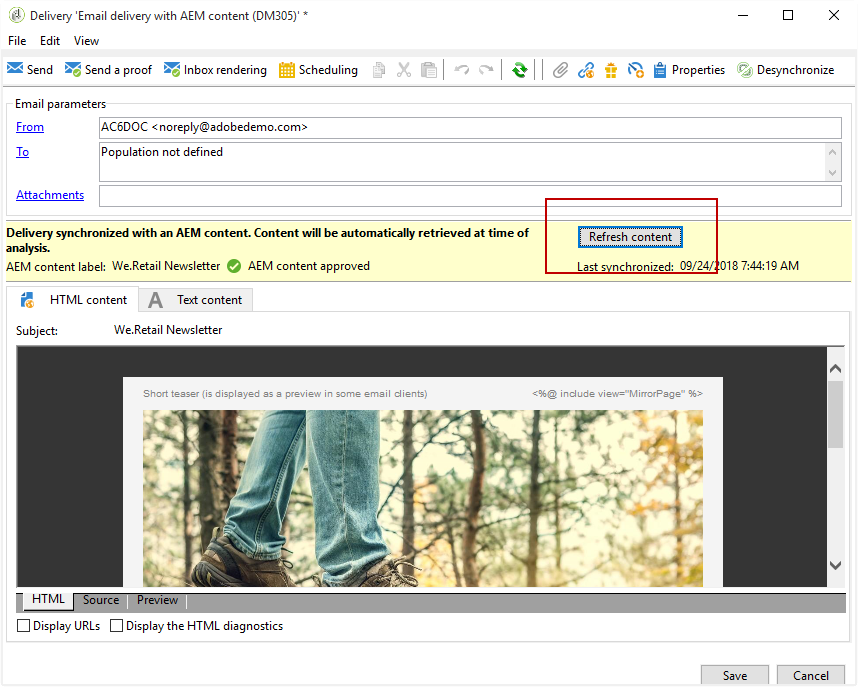 Delivery 'Email delivery with AEM content (DM305)' *
File Edit View
Send Send a proof Inbox rendering Scheduling Properties Desynchronize
Email parameters
From AC6DOC <noreply@adobedemo.com>
To Population not defined
Attachments
Delivery synchronized with an AEM content. Content will be automatically retrieved at time of
analysis.
Refresh content
AEM content label: We.Retail Newsletter AEM content approved Last synchronized: 09/24/2018 7:44:19 AM
HTML content Text content
Subject: We.Retail Newsletter
Short teaser (is displayed as a preview in some email clients) <%@ include view="MirrorPage" %>
HTML Source Preview
Display URLs Display the HTML diagnostics
Save Cancel